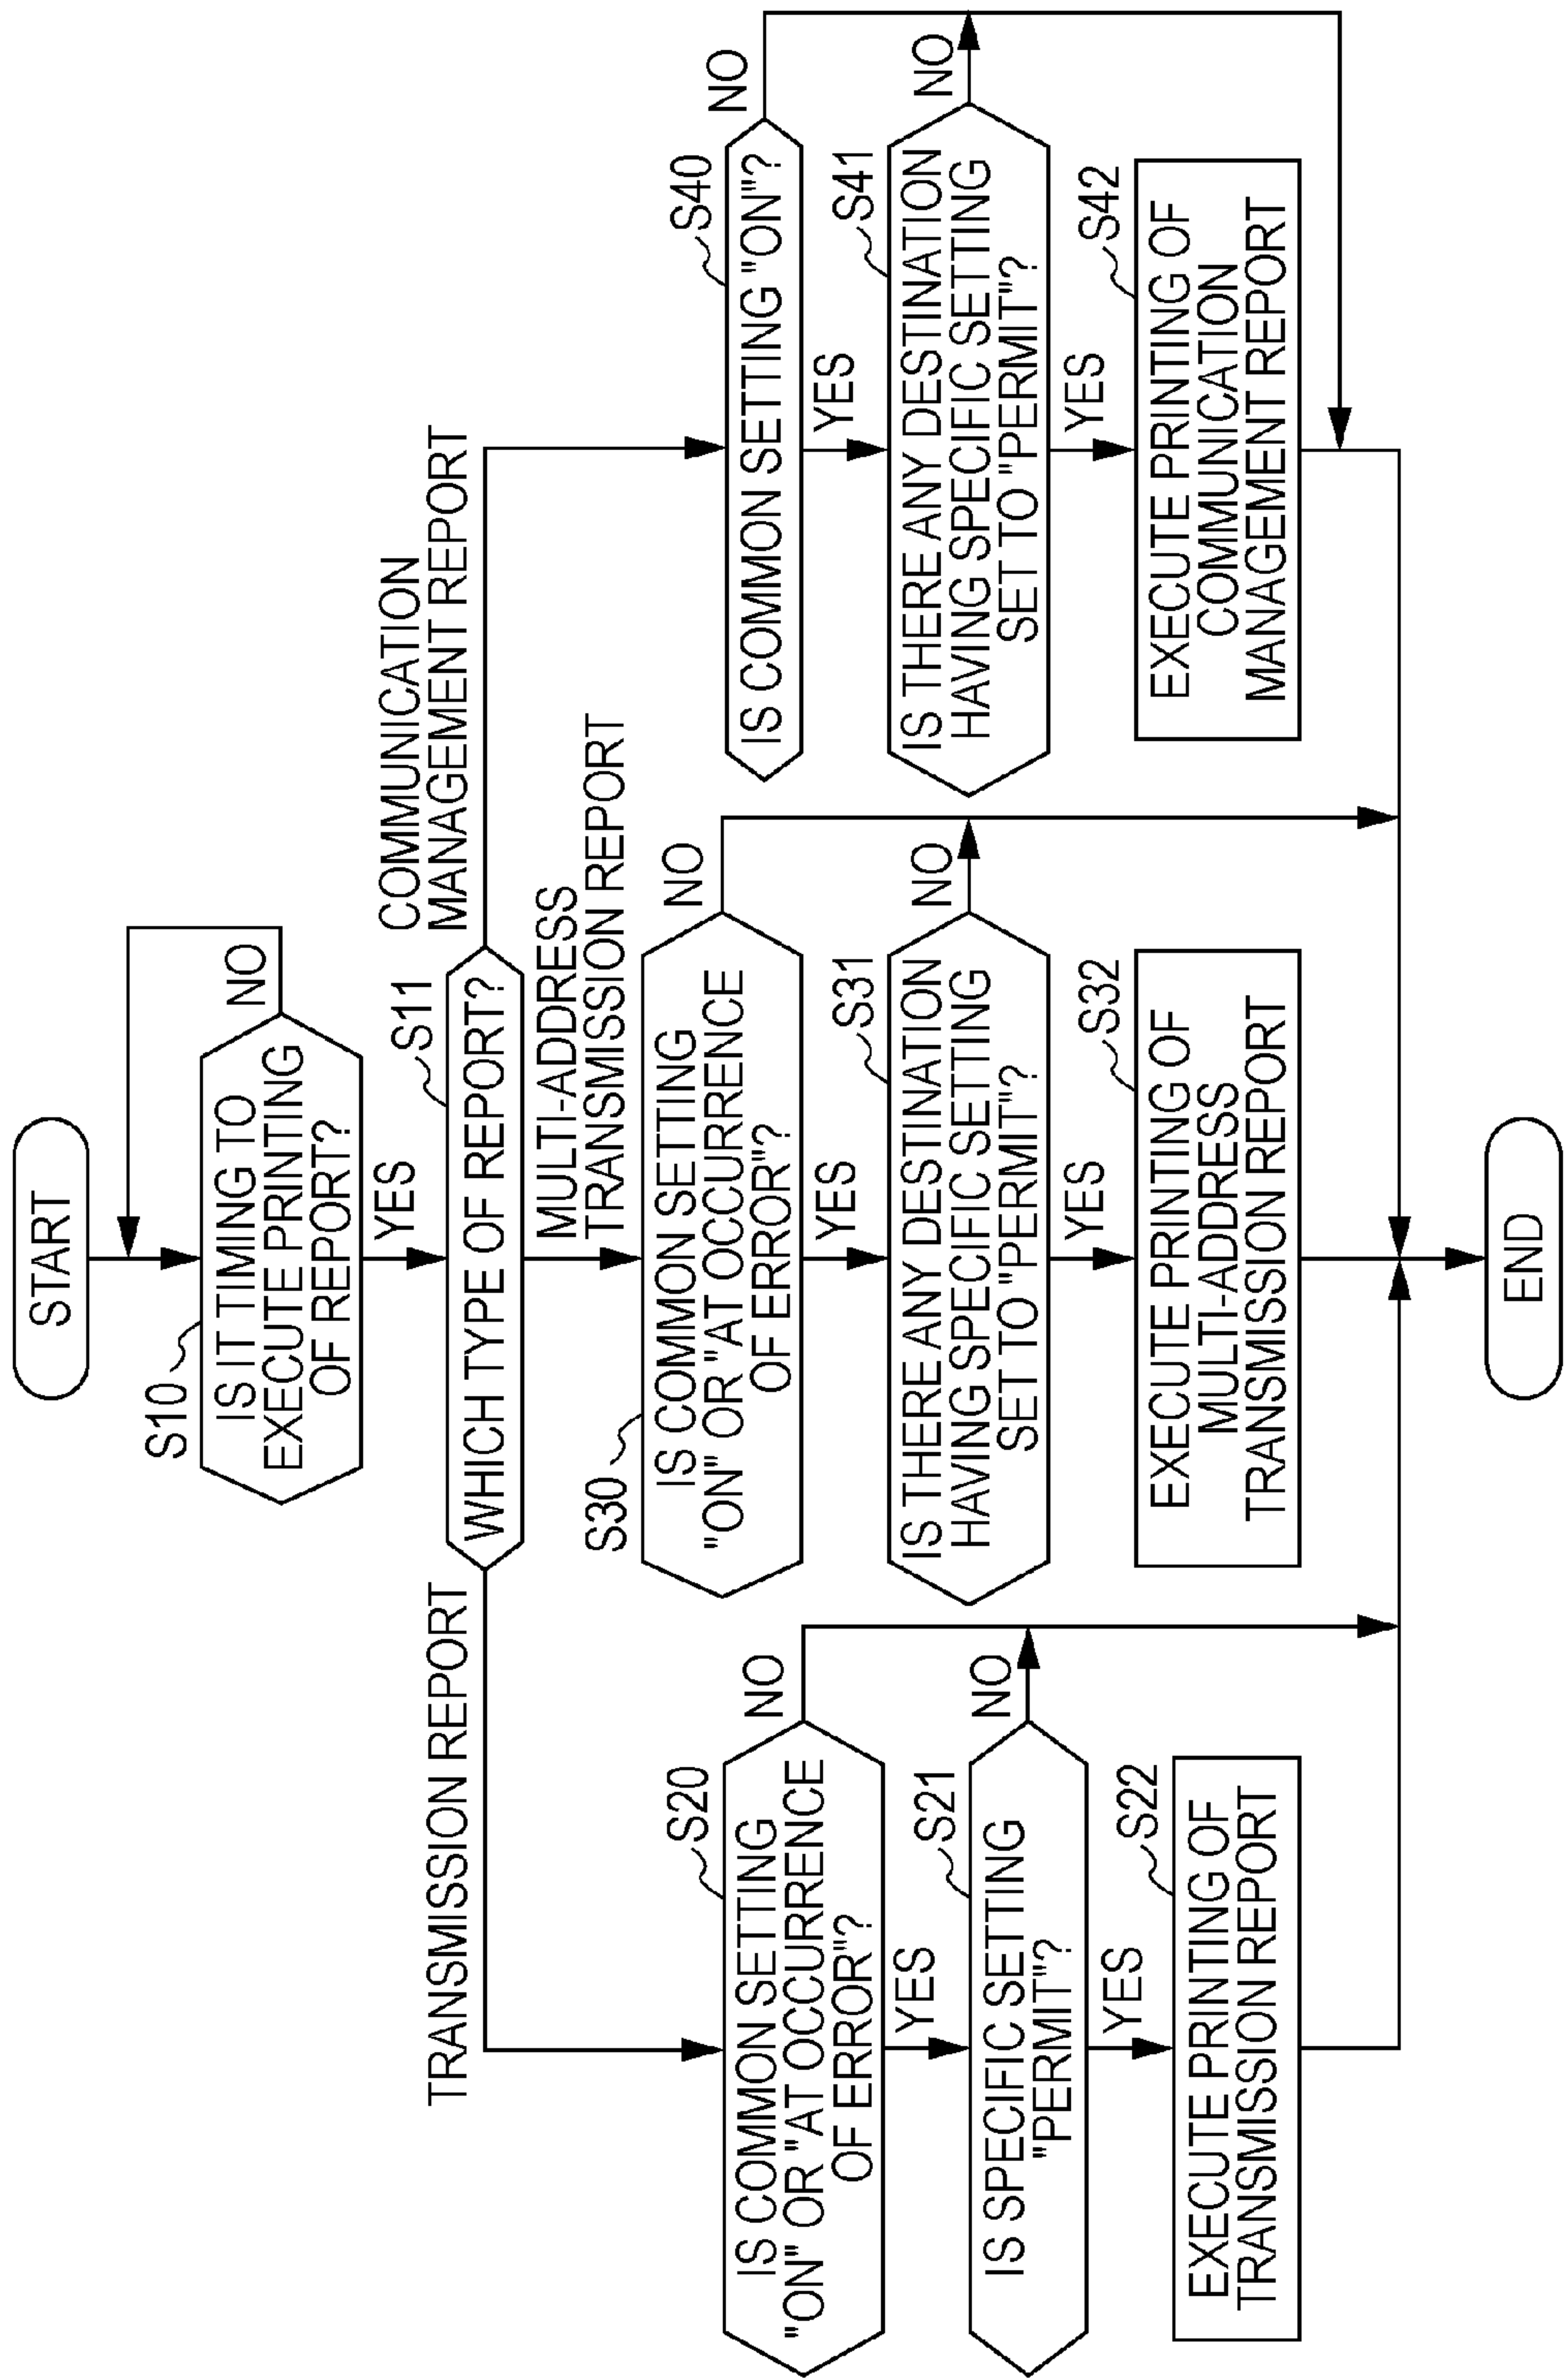 START
S10
IS IT TIMING TO
EXECUTE PRINTING
OF REPORT?
NO
YES
S11
WHICH TYPE OF REPORT?
TRANSMISSION REPORT
MULTI-ADDRESS
TRANSMISSION REPORT
COMMUNICATION
MANAGEMENT REPORT
S20
IS COMMON SETTING
"ON" OR "AT OCCURRENCE
OF ERROR"?
NO
YES
S21
IS SPECIFIC SETTING
"PERMIT"?
NO
YES
S22
EXECUTE PRINTING OF
TRANSMISSION REPORT
S30
IS COMMON SETTING
"ON" OR "AT OCCURRENCE
OF ERROR"?
NO
YES
S31
IS THERE ANY DESTINATION
HAVING SPECIFIC SETTING
SET TO "PERMIT"?
NO
YES
S32
EXECUTE PRINTING OF
MULTI-ADDRESS
TRANSMISSION REPORT
S40
IS COMMON SETTING "ON"?
NO
YES
S41
IS THERE ANY DESTINATION
HAVING SPECIFIC SETTING
SET TO "PERMIT"?
NO
YES
S42
EXECUTE PRINTING OF
COMMUNICATION
MANAGEMENT REPORT
END